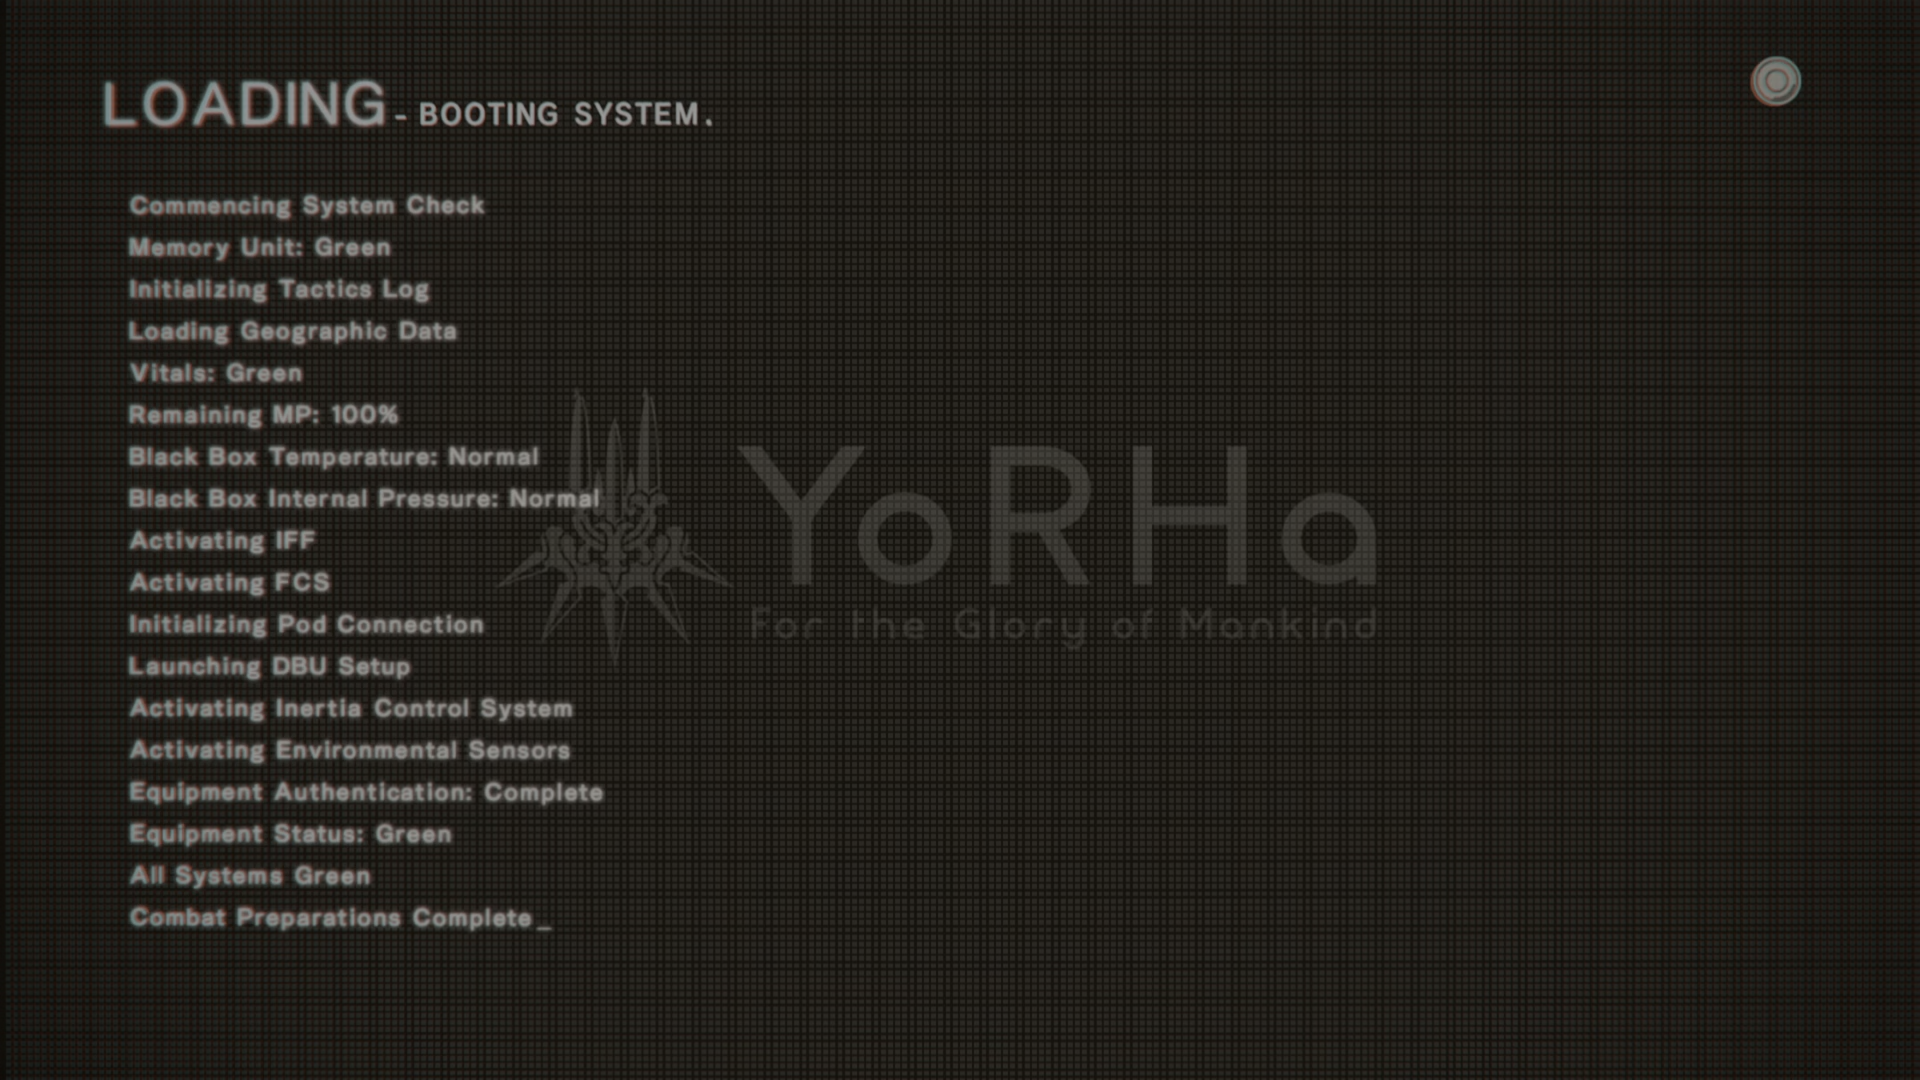 LOADING - BOOTING SYSTEM.
Commencing System Check
Memory Unit: Green
Initializing Tactics Log
Loading Geographic Data
Vitals: Green
Remaining MP: 100%
Black Box Temperature: Normal
Black Box Internal Pressure: Normal
Activating IFF
Activating FCS
Initializing Pod Connection
Launching DBU Setup
Activating Inertia Control System
Activating Environmental Sensors
Equipment Authentication: Complete
Equipment Status: Green
All Systems Green
Combat Preparations Complete _
YoRHa
For the Glory of Mankind